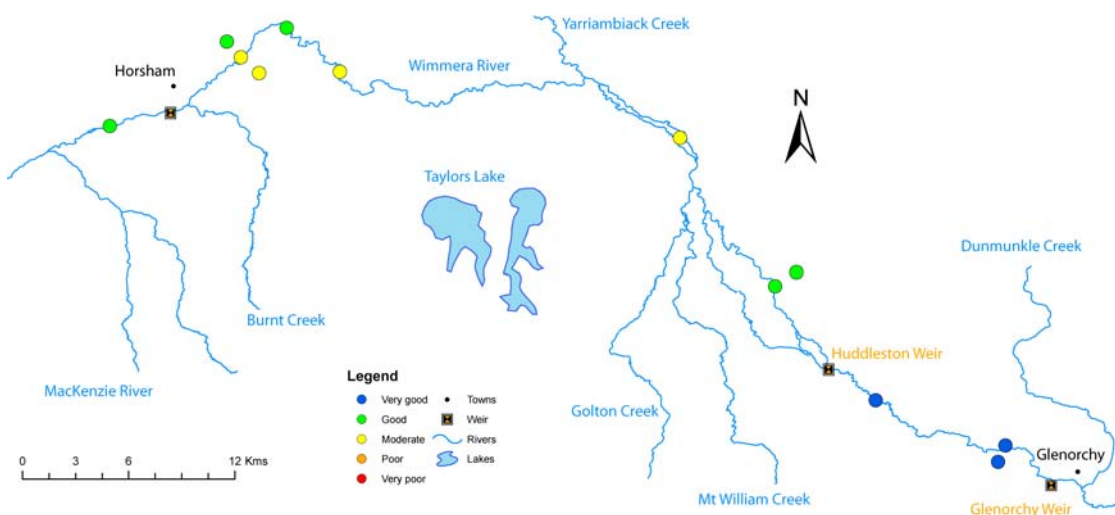 Yarriambiack Creek
Horsham
Wimmera River
N
Taylors Lake
Dunmunkle Creek
Burnt Creek
Huddleston Weir
MacKenzie River
Golton Creek
Glenorchy
Mt William Creek
Glenorchy Weir
Legend
Very good
Good
Moderate
Poor
Very poor
Towns
Weir
Rivers
Lakes
0 3 6 12 Kms